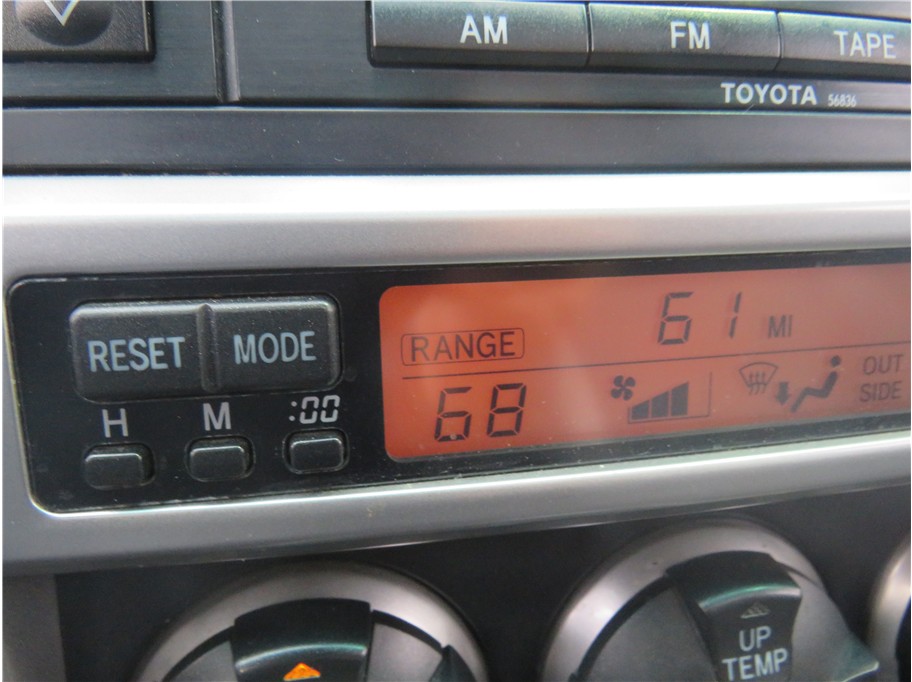 AM FM TAPE
TOYOTA 56836
RESET MODE
H M :00
RANGE 61 MI
68 OUT
SIDE
UP
TEMP